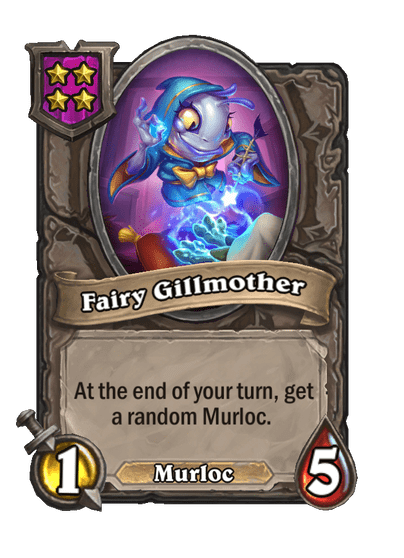 Fairy Gillmother
At the end of your turn, get
a random Murloc.
1
Murloc
5